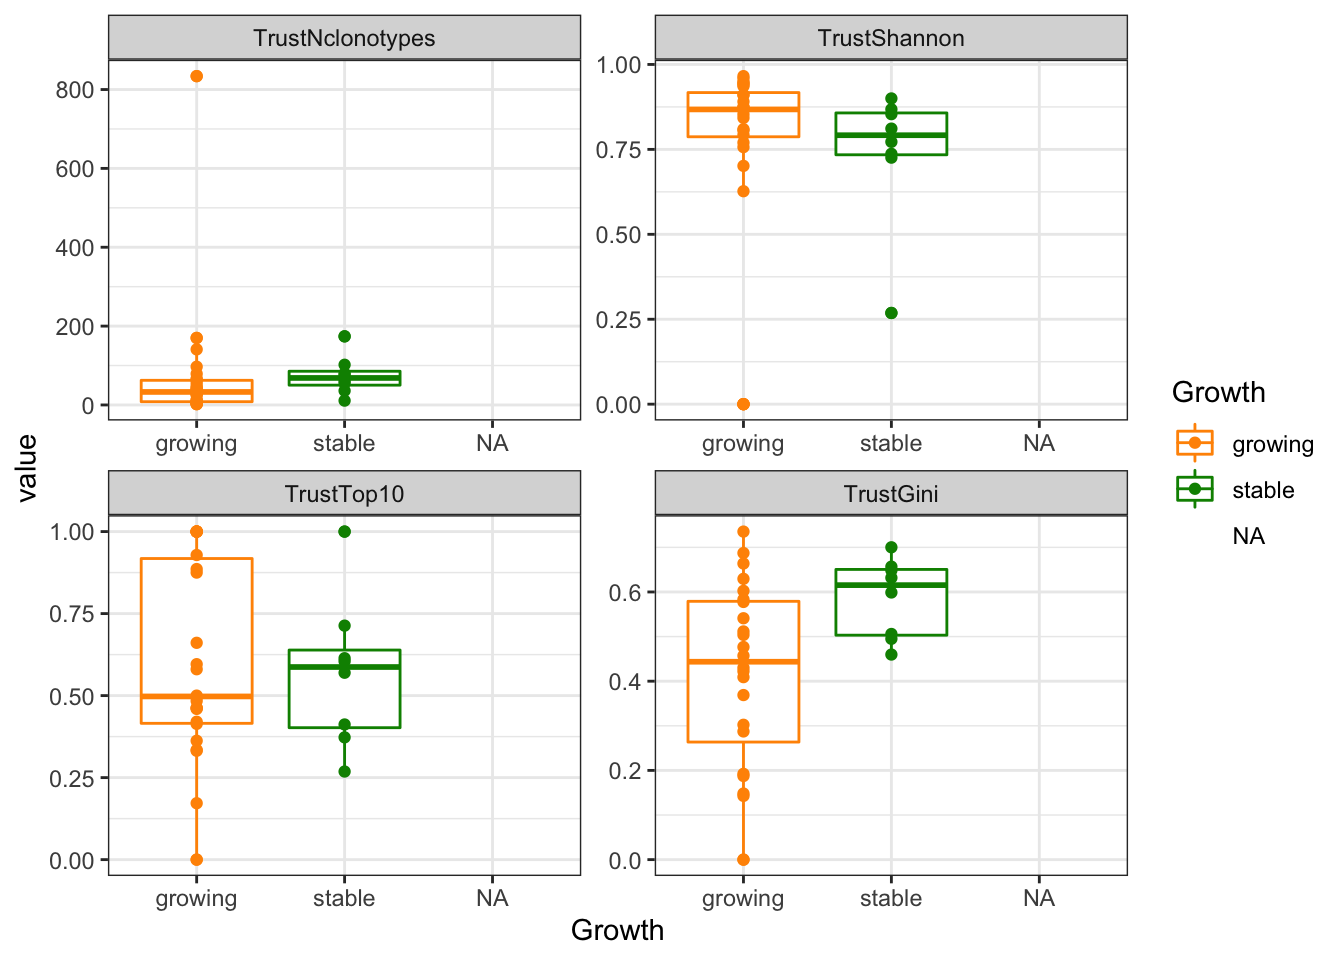 TrustNclonotypes
TrustShannon
800
600
400
200
0
1.00
0.75
0.50
0.25
0.00
growing stable NA
growing stable NA
value
TrustTop10
TrustGini
1.00
0.75
0.50
0.25
0.00
0.6
0.4
0.2
0.0
growing stable NA
growing stable NA
Growth
Growth
growing
stable
NA